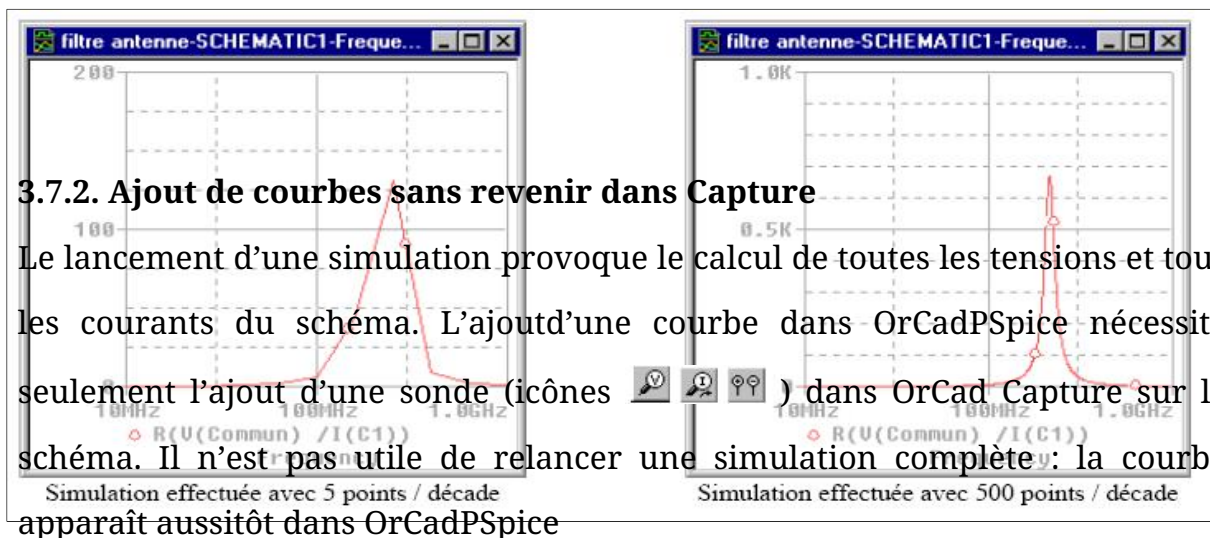 filtre antenne-SCHEMATIC1-Freque...
filtre antenne-SCHEMATIC1-Freque...
200
1.0K
3.7.2. Ajout de courbes sans revenir dans Capture
100
0.5K
Le lancement d’une simulation provoque le calcul de toutes les tensions et tou
les courants du schéma. L’ajoutd'une courbe dans OrCadPSpice nécessit
seulement l’ajout d’une sonde (icônes V I ) dans OrCad Capture sur l
0
10MHz 100MHz 1.0GHz
10MHz 100MHz 1.0GHz
R(V(Commun) /I(C1))
R(V(Commun) /I(C1))
schéma. Il n’est pas utile de relancer une simulation complète : la courb
Simulation effectuée avec 5 points / décade
Simulation effectuée avec 500 points / décade
apparaît aussitôt dans OrCadPSpice